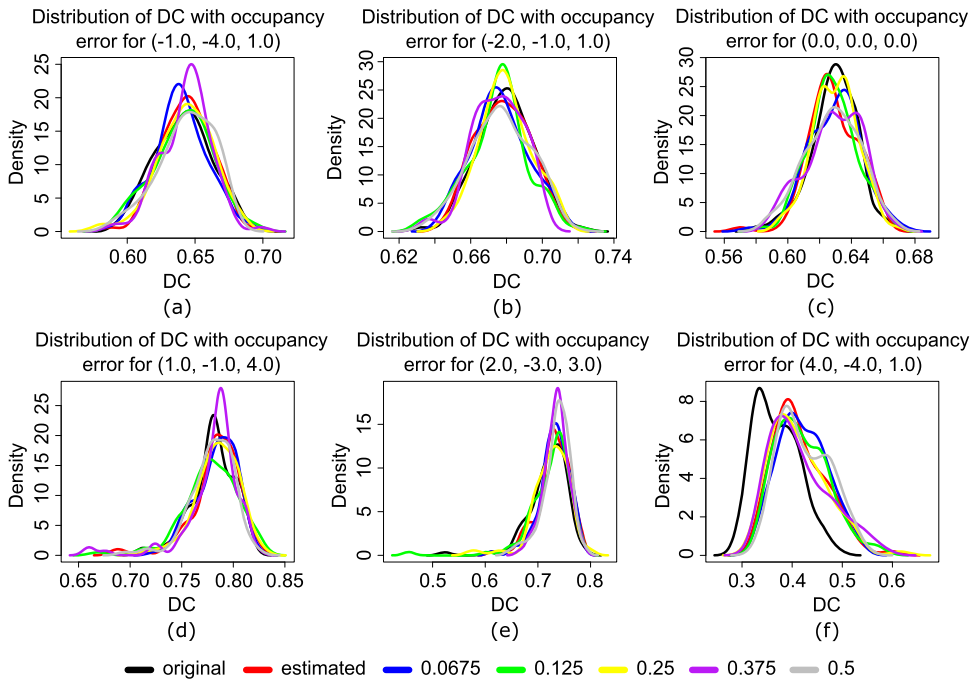 Distribution of DC with occupancy
error for (-1.0, -4.0, 1.0)
Density
0
5
10
15
20
25
0.60
0.65
0.70
DC
(a)
Distribution of DC with occupancy
error for (-2.0, -1.0, 1.0)
Density
0
5
10
15
20
25
30
0.62
0.66
0.70
0.74
DC
(b)
Distribution of DC with occupancy
error for (0.0, 0.0, 0.0)
Density
0
5
10
15
20
25
30
0.56
0.60
0.64
0.68
DC
(c)
Distribution of DC with occupancy
error for (1.0, -1.0, 4.0)
Density
0
5
10
15
20
25
0.65
0.70
0.75
0.80
0.85
DC
(d)
Distribution of DC with occupancy
error for (2.0, -3.0, 3.0)
Density
0
5
10
15
0.5
0.6
0.7
0.8
DC
(e)
Distribution of DC with occupancy
error for (4.0, -4.0, 1.0)
Density
0
2
4
6
8
0.3
0.4
0.5
0.6
DC
(f)
original estimated 0.0675 0.125 0.25 0.375 0.5